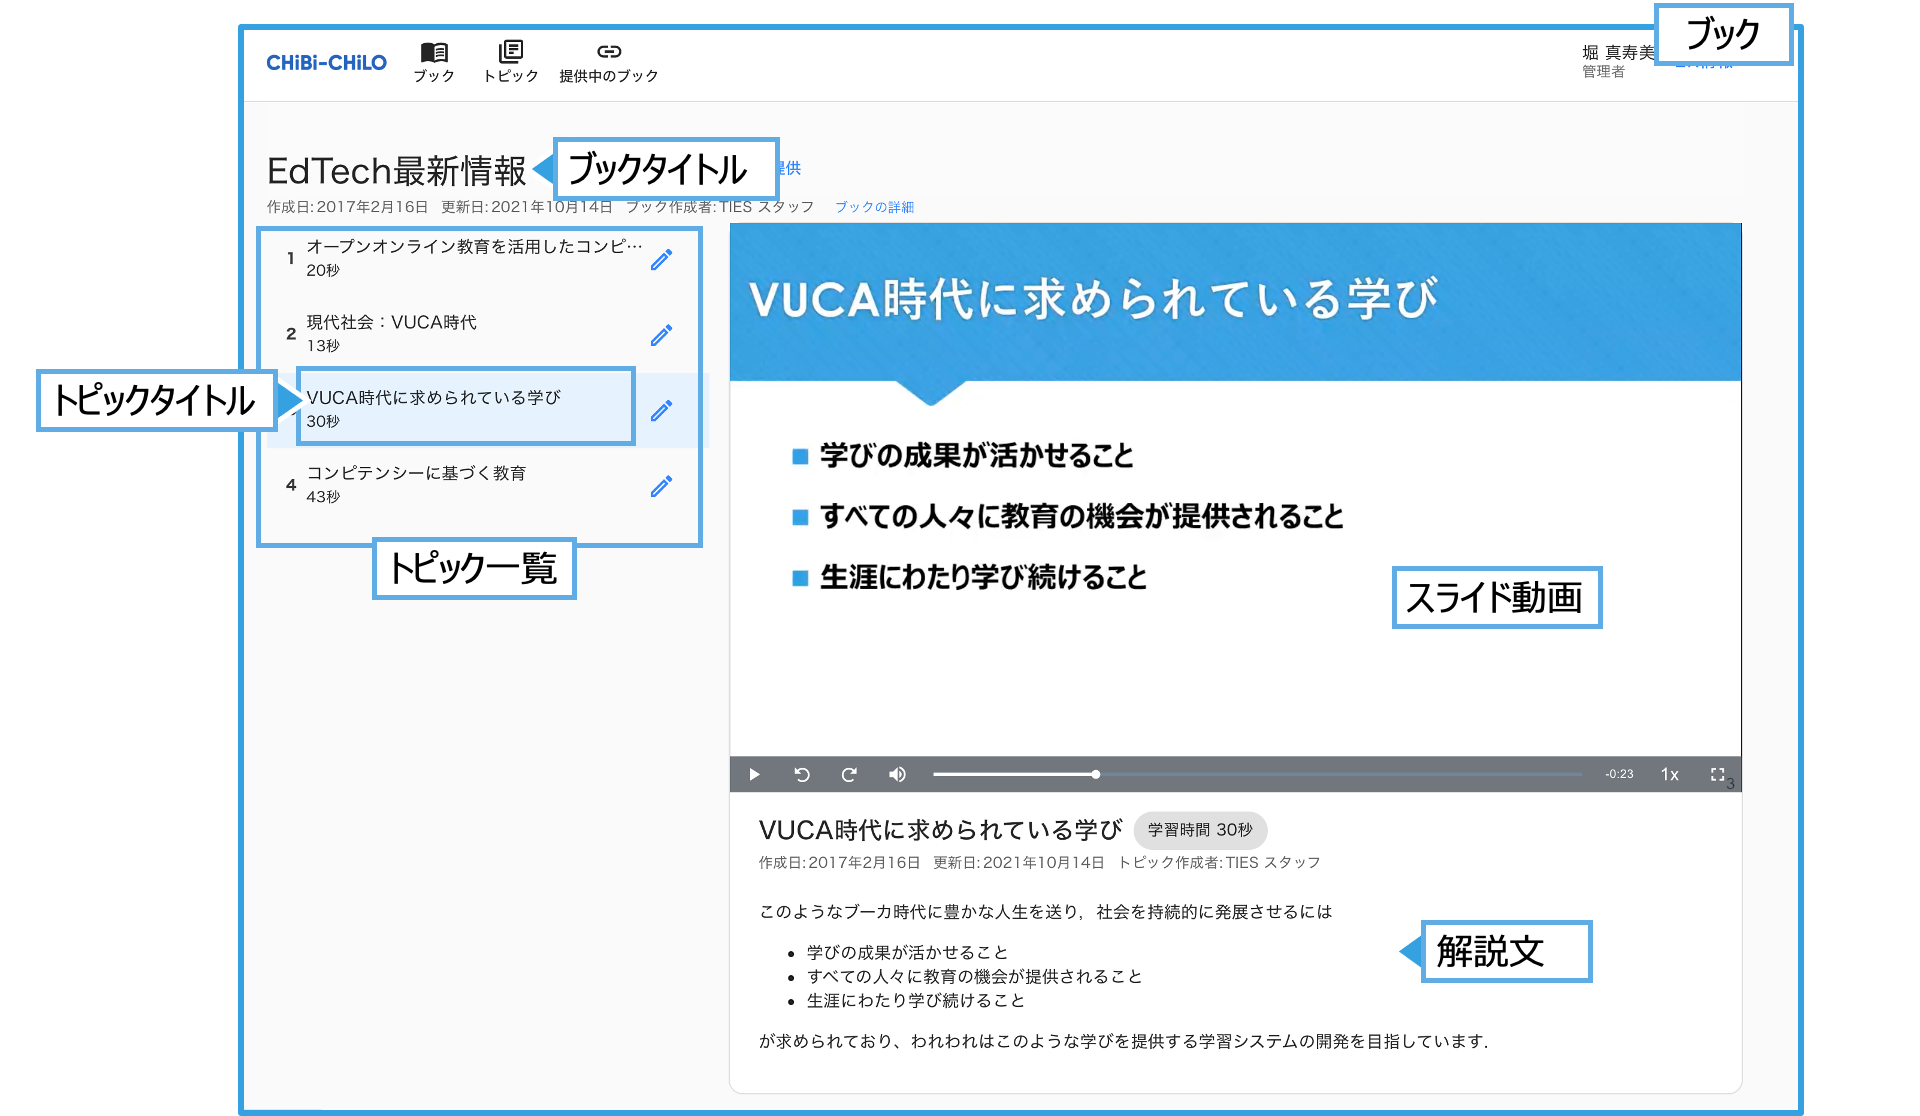 ブック
CHiBi-CHiLO
ブック
トピック
提供中のブック
堀 真寿美
管理者
EdTech最新情報
ブックタイトル
提供
作成日:2017年2月16日 更新日:2021年10月14日 ブック作成者:TIES スタッフ ブックの詳細
1 オープンオンライン教育を活用したコンピ…
20秒
2 現代社会：VUCA時代
13秒
トピックタイトル
VUCA時代に求められている学び
30秒
4 コンピテンシーに基づく教育
43秒
トピック一覧
VUCA時代に求められている学び
学びの成果が活かせること
すべての人々に教育の機会が提供されること
生涯にわたり学び続けること
スライド動画
-0:23 1x
3
VUCA時代に求められている学び 学習時間 30秒
作成日:2017年2月16日 更新日:2021年10月14日 トピック作成者:TIES スタッフ
このようなブーカ時代に豊かな人生を送り，社会を持続的に発展させるには
• 学びの成果が活かせること
• すべての人々に教育の機会が提供されること
• 生涯にわたり学び続けること
解説文
が求められており、われわれはこのような学びを提供する学習システムの開発を目指しています．